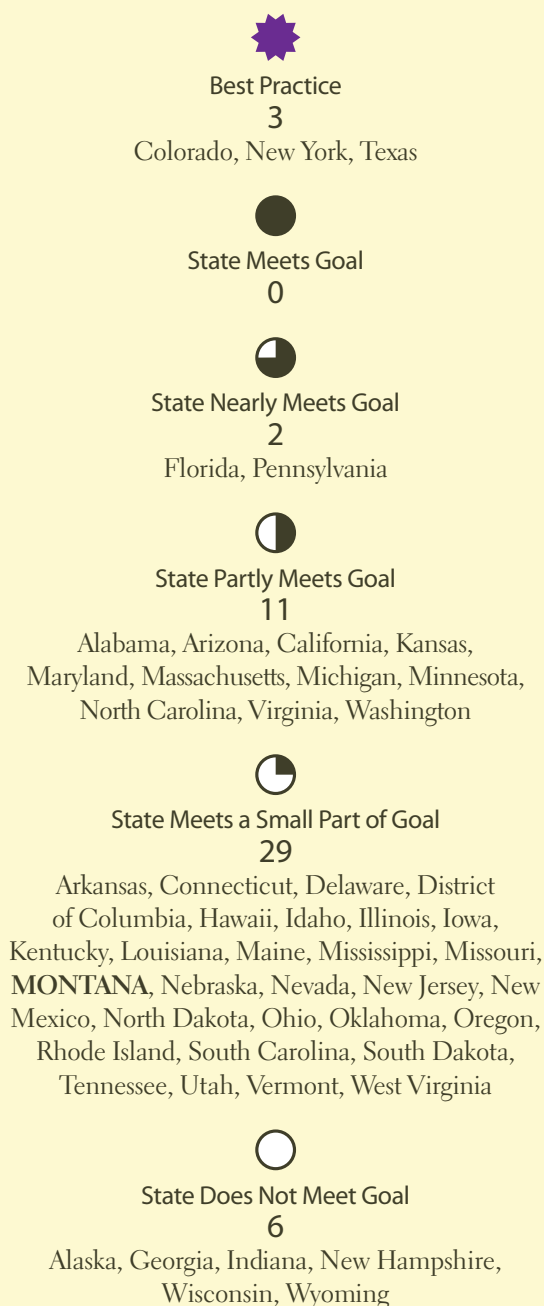 Best Practice
3
Colorado, New York, Texas
State Meets Goal
0
State Nearly Meets Goal
2
Florida, Pennsylvania
State Partly Meets Goal
11
Alabama, Arizona, California, Kansas,
Maryland, Massachusetts, Michigan, Minnesota,
North Carolina, Virginia, Washington
State Meets a Small Part of Goal
29
Arkansas, Connecticut, Delaware, District
of Columbia, Hawaii, Idaho, Illinois, Iowa,
Kentucky, Louisiana, Maine, Mississippi, Missouri,
MONTANA, Nebraska, Nevada, New Jersey, New
Mexico, North Dakota, Ohio, Oklahoma, Oregon,
Rhode Island, South Carolina, South Dakota,
Tennessee, Utah, Vermont, West Virginia
State Does Not Meet Goal
6
Alaska, Georgia, Indiana, New Hampshire,
Wisconsin, Wyoming